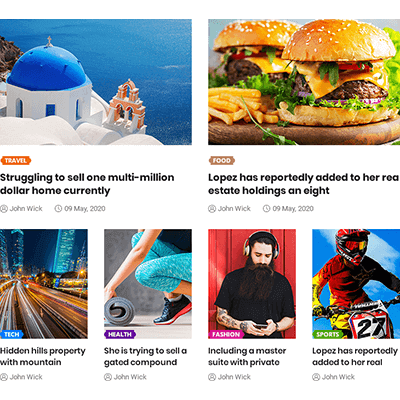 TRAVEL
Struggling to sell one multi-million
dollar home currently
John Wick 09 May, 2020
FOOD
Lopez has reportedly added to her rea
estate holdings an eight
John Wick 09 May, 2020
TECH
Hidden hills property
with mountain
John Wick
HEALTH
She is trying to sell a
gated compound
John Wick
FASHION
Including a master
suite with private
John Wick
27
SPORTS
Lopez has reportedly
added to her real
John Wick